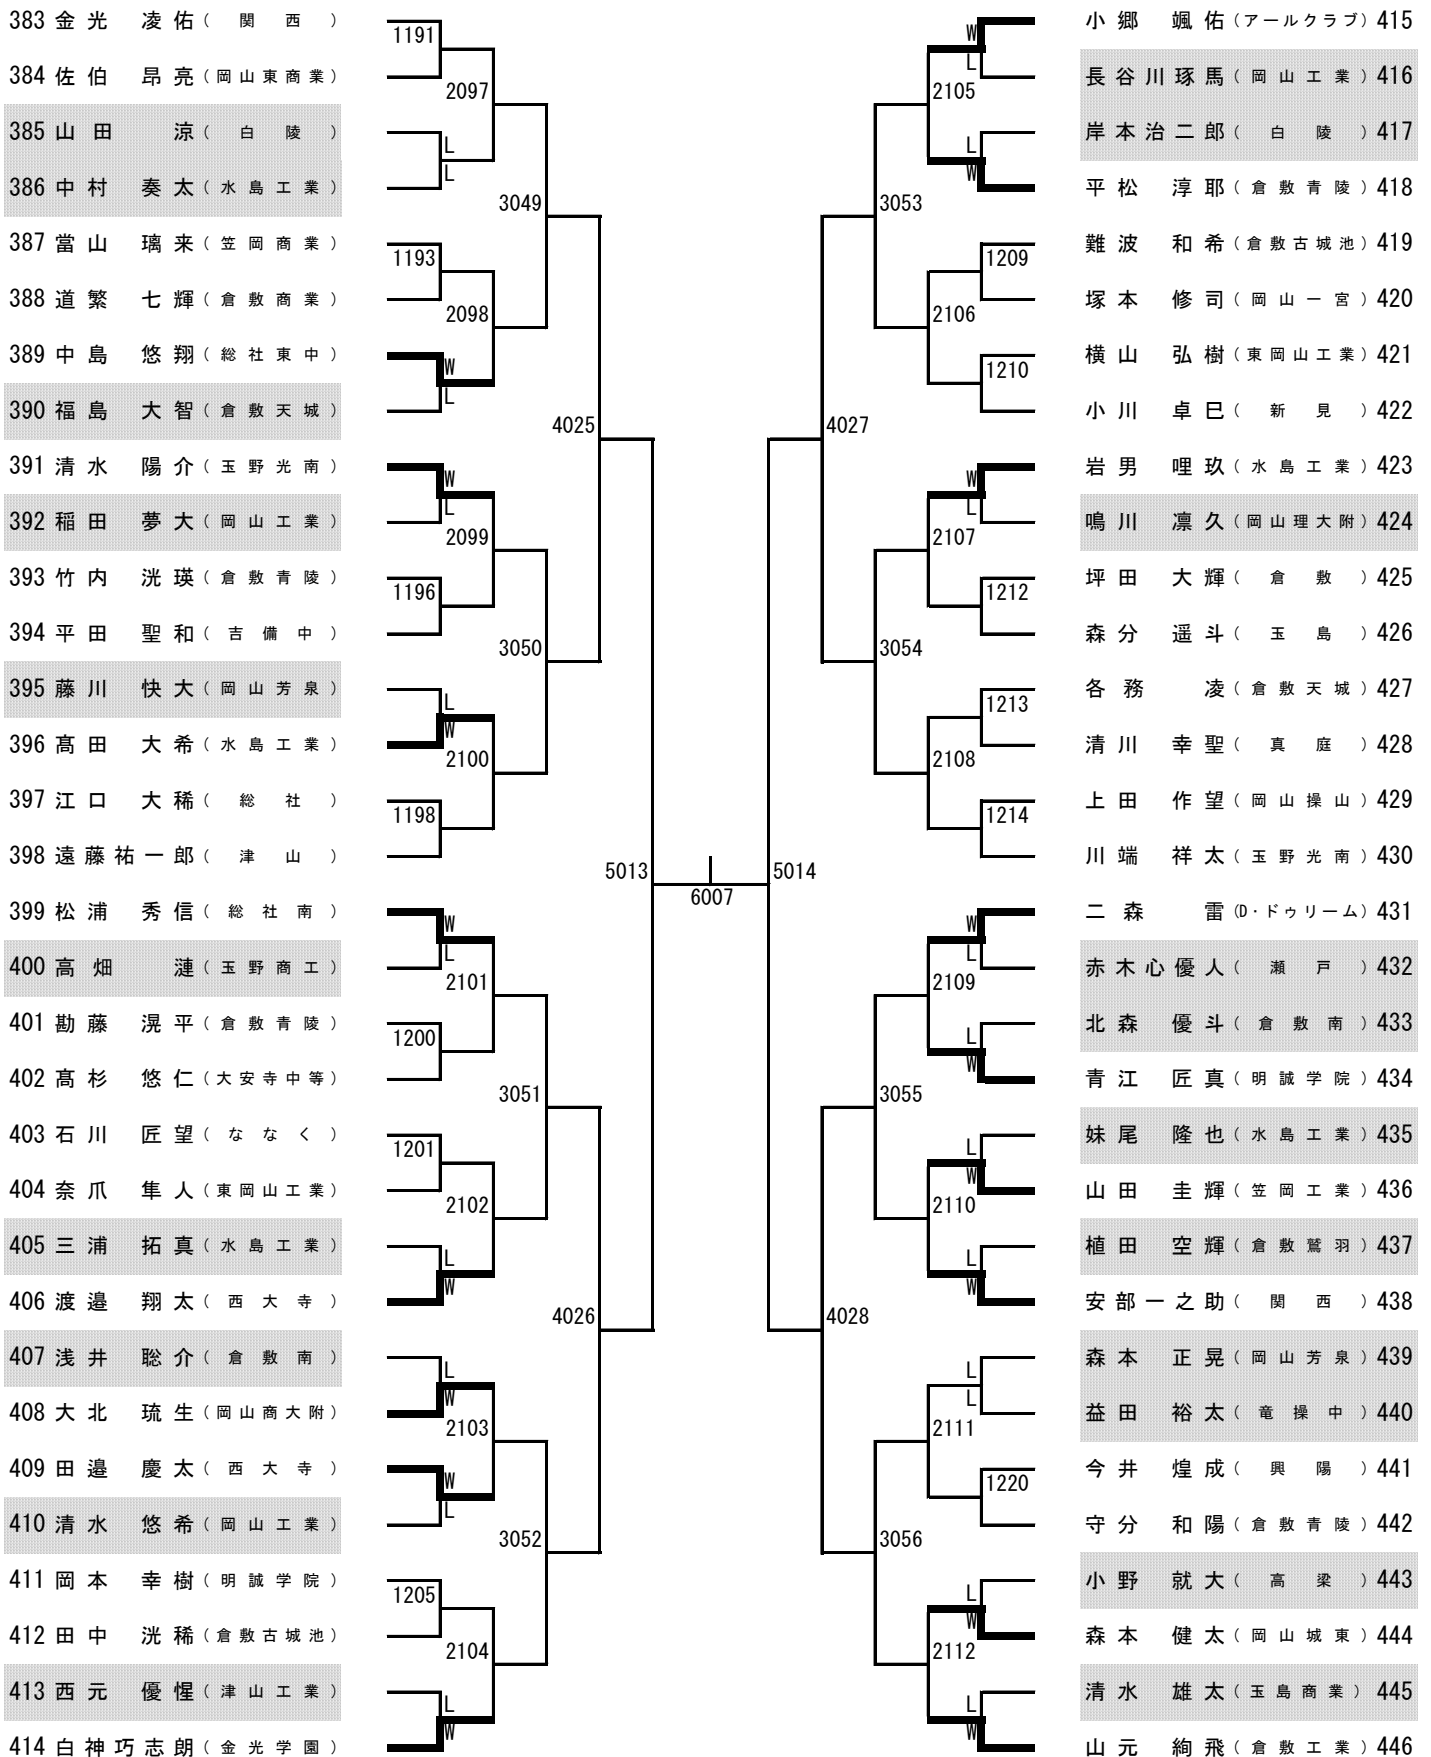 383 金光 凌佑 (関西)
384 佐伯 昂亮 (岡山東商業)
385 山田 涼 (白陵)
386 中村 奏太 (水島工業)
387 當山 璃来 (笠岡商業)
388 道繁 七輝 (倉敷商業)
389 中島 悠翔 (総社東中)
390 福島 大智 (倉敷天城)
391 清水 陽介 (玉野光南)
392 稲田 夢大 (岡山工業)
393 竹内 洸瑛 (倉敷青陵)
394 平田 聖和 (吉備中)
395 藤川 快大 (岡山芳泉)
396 髙田 大希 (水島工業)
397 江口 大稀 (総社)
398 遠藤祐一郎 (津山)
399 松浦 秀信 (総社南)
400 高畑 漣 (玉野商工)
401 勘藤 滉平 (倉敷青陵)
402 髙杉 悠仁 (大安寺中等)
403 石川 匠望 (ななく)
404 奈爪 隼人 (東岡山工業)
405 三浦 拓真 (水島工業)
406 渡邉 翔太 (西大寺)
407 浅井 聡介 (倉敷南)
408 大北 琉生 (岡山商大附)
409 田邉 慶太 (西大寺)
410 清水 悠希 (岡山工業)
411 岡本 幸樹 (明誠学院)
412 田中 洸稀 (倉敷古城池)
413 西元 優惺 (津山工業)
414 白神巧志朗 (金光学園)
1191
L
L
1193
W
L
W
L
1196
L
W
1198
W
L
1200
1201
L
W
L
W
W
L
1205
L
W
2097
2098
2099
2100
2101
2102
2103
2104
3049
3050
3051
3052
4025
4026
5013
6007
5014
4027
4028
3053
3054
3055
3056
2105
2106
2107
2108
2109
2110
2111
2112
W
L
L
W
1209
1210
W
L
1212
1213
1214
W
L
L
W
L
W
L
W
L
L
1220
L
W
L
W
小郷 颯佑 (アールクラブ) 415
長谷川琢馬 (岡山工業) 416
岸本治二郎 (白陵) 417
平松 淳耶 (倉敷青陵) 418
難波 和希 (倉敷古城池) 419
塚本 修司 (岡山一宮) 420
横山 弘樹 (東岡山工業) 421
小川 卓巳 (新見) 422
岩男 哩玖 (水島工業) 423
鳴川 凛久 (岡山理大附) 424
坪田 大輝 (倉敷) 425
森分 遥斗 (玉島) 426
各務 凌 (倉敷天城) 427
清川 幸聖 (真庭) 428
上田 作望 (岡山操山) 429
川端 祥太 (玉野光南) 430
二森 雷 (D・ドゥリーム) 431
赤木心優人 (瀬戸) 432
北森 優斗 (倉敷南) 433
青江 匠真 (明誠学院) 434
妹尾 隆也 (水島工業) 435
山田 圭輝 (笠岡工業) 436
植田 空輝 (倉敷鷲羽) 437
安部一之助 (関西) 438
森本 正晃 (岡山芳泉) 439
益田 裕太 (竜操中) 440
今井 煌成 (興陽) 441
守分 和陽 (倉敷青陵) 442
小野 就大 (高梁) 443
森本 健太 (岡山城東) 444
清水 雄太 (玉島商業) 445
山元 絢飛 (倉敷工業) 446